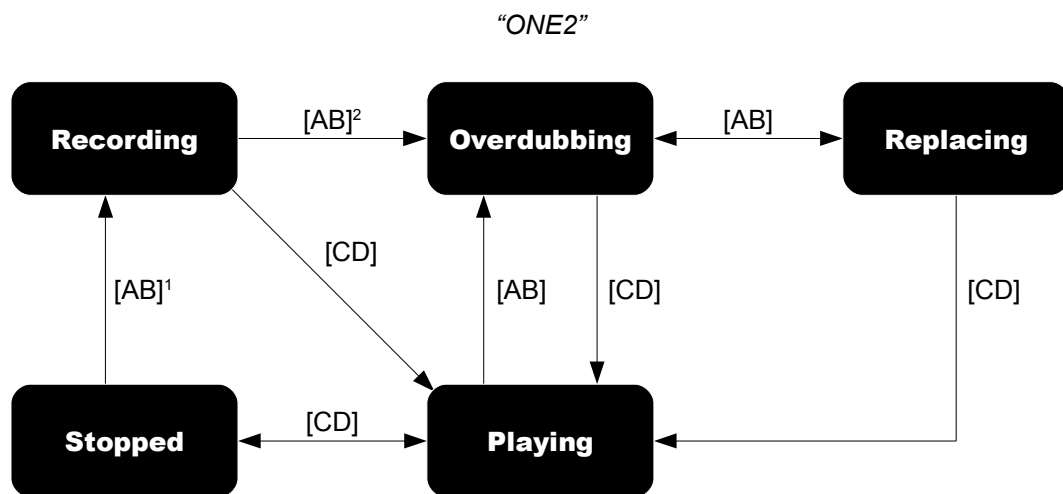 “ONE2”
Recording
[AB]²
Overdubbing
[AB]
Replacing
[CD]
[AB]¹
[AB]
[CD]
[CD]
Stopped
[CD]
Playing